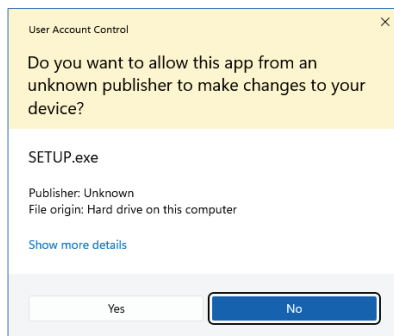 User Account Control
Do you want to allow this app from an
unknown publisher to make changes to your
device?
SETUP.exe
Publisher: Unknown
File origin: Hard drive on this computer
Show more details
Yes
No